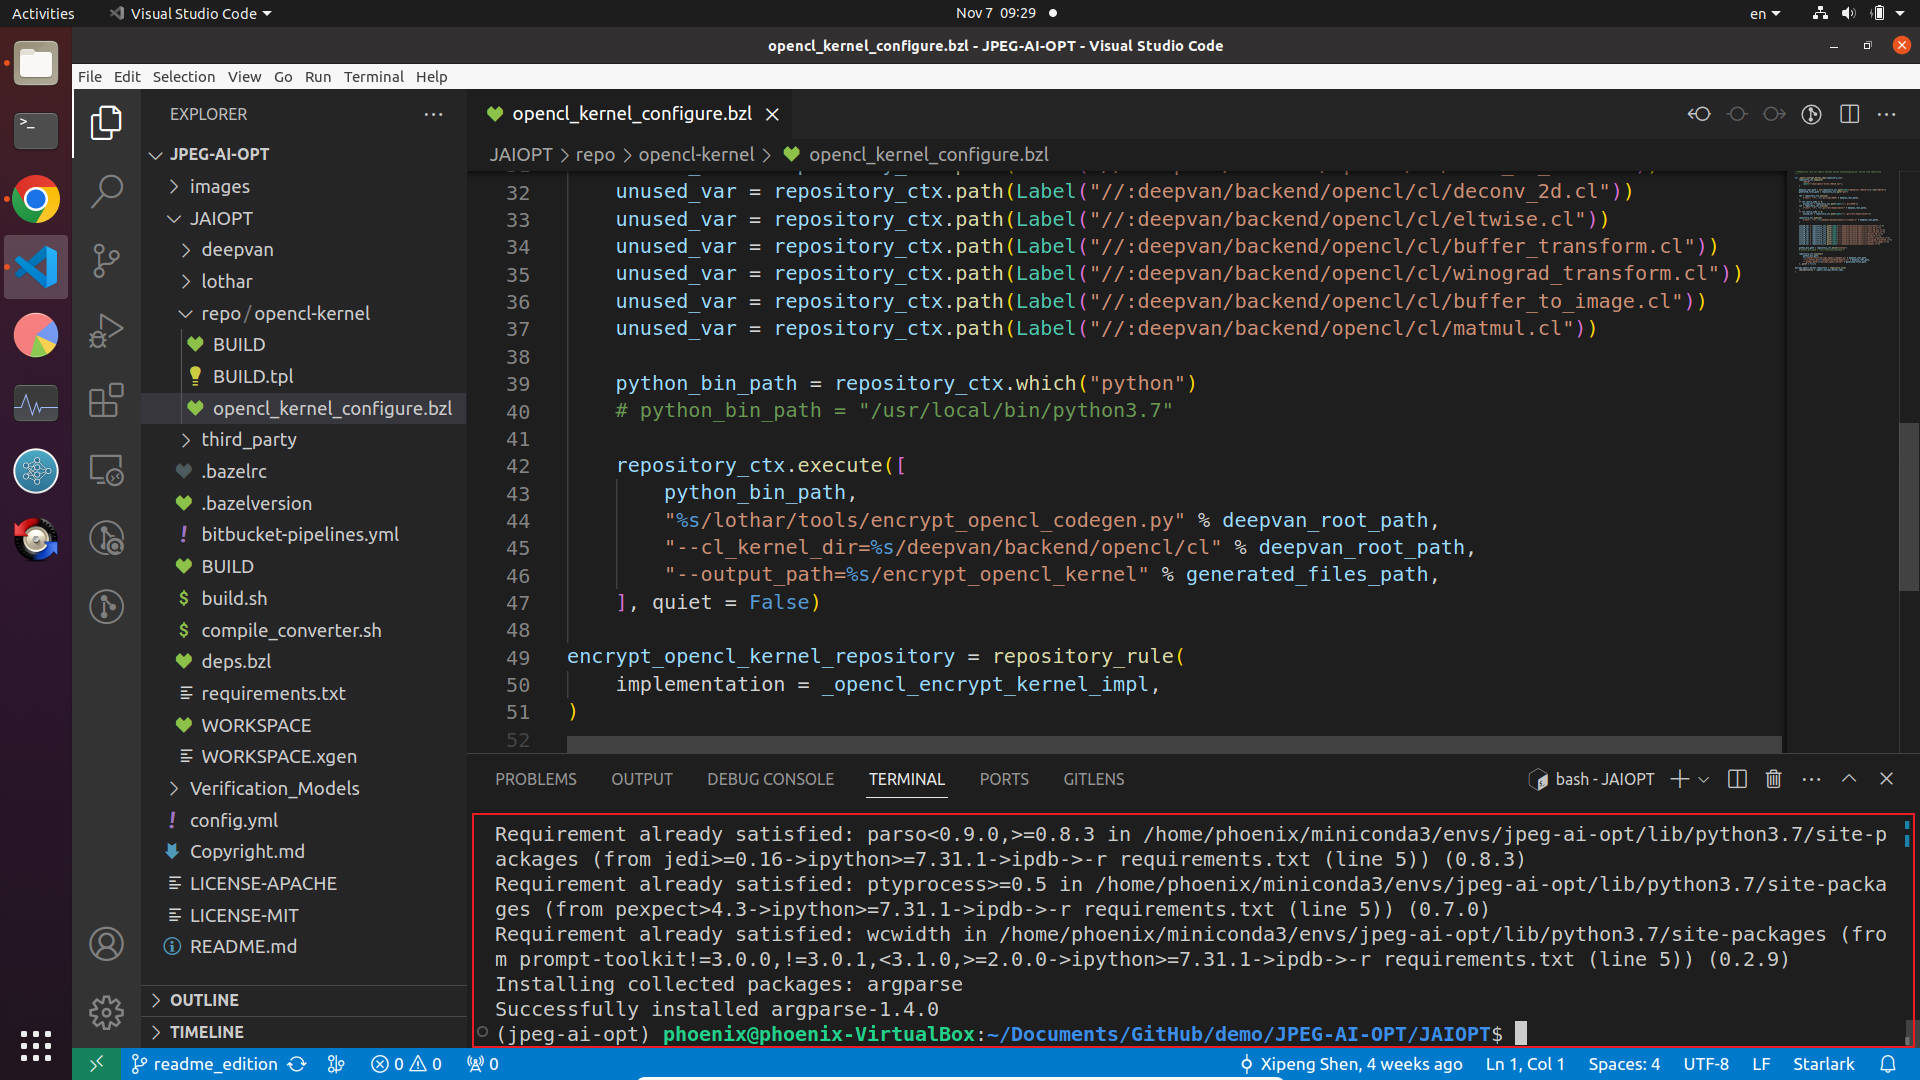 Activities
Visual Studio Code
Nov 7 09:29
en
opencl_kernel_configure.bzl - JPEG-AI-OPT - Visual Studio Code
File Edit Selection View Go Run Terminal Help
EXPLORER
JPEG-AI-OPT
images
JAIOPT
deepvan
lothar
repo / opencl-kernel
BUILD
BUILD.tpl
opencl_kernel_configure.bzl
third_party
.bazelrc
.bazelversion
bitbucket-pipelines.yml
BUILD
build.sh
compile_converter.sh
deps.bzl
requirements.txt
WORKSPACE
WORKSPACE.xgen
Verification_Models
config.yml
Copyright.md
LICENSE-APACHE
LICENSE-MIT
README.md
OUTLINE
TIMELINE
opencl_kernel_configure.bzl
JAIOPT > repo > opencl-kernel > opencl_kernel_configure.bzl
32 unused_var = repository_ctx.path(Label("//:deepvan/backend/opencl/cl/deconv_2d.cl"))
33 unused_var = repository_ctx.path(Label("//:deepvan/backend/opencl/cl/eltwise.cl"))
34 unused_var = repository_ctx.path(Label("//:deepvan/backend/opencl/cl/buffer_transform.cl"))
35 unused_var = repository_ctx.path(Label("//:deepvan/backend/opencl/cl/winograd_transform.cl"))
36 unused_var = repository_ctx.path(Label("//:deepvan/backend/opencl/cl/buffer_to_image.cl"))
37 unused_var = repository_ctx.path(Label("//:deepvan/backend/opencl/cl/matmul.cl"))
38
39 python_bin_path = repository_ctx.which("python")
40 # python_bin_path = "/usr/local/bin/python3.7"
41
42 repository_ctx.execute([
43 python_bin_path,
44 "%s/lothar/tools/encrypt_opencl_codegen.py" % deepvan_root_path,
45 "--cl_kernel_dir=%s/deepvan/backend/opencl/cl" % deepvan_root_path,
46 "--output_path=%s/encrypt_opencl_kernel" % generated_files_path,
47 ], quiet = False)
48
49 encrypt_opencl_kernel_repository = repository_rule(
50 implementation = _opencl_encrypt_kernel_impl,
51 )
52
PROBLEMS OUTPUT DEBUG CONSOLE TERMINAL PORTS GITLENS
bash - JAIOPT
Requirement already satisfied: parso<0.9.0,>=0.8.3 in /home/phoenix/miniconda3/envs/jpeg-ai-opt/lib/python3.7/site-p
ackages (from jedi>=0.16->ipython>=7.31.1->ipdb->-r requirements.txt (line 5)) (0.8.3)
Requirement already satisfied: ptyprocess>=0.5 in /home/phoenix/miniconda3/envs/jpeg-ai-opt/lib/python3.7/site-packa
ges (from pexpect>4.3->ipython>=7.31.1->ipdb->-r requirements.txt (line 5)) (0.7.0)
Requirement already satisfied: wcwidth in /home/phoenix/miniconda3/envs/jpeg-ai-opt/lib/python3.7/site-packages (fro
m prompt-toolkit!=3.0.0,!=3.0.1,<3.1.0,>=2.0.0->ipython>=7.31.1->ipdb->-r requirements.txt (line 5)) (0.2.9)
Installing collected packages: argparse
Successfully installed argparse-1.4.0
(jpeg-ai-opt) phoenix@phoenix-VirtualBox:~/Documents/GitHub/demo/JPEG-AI-OPT/JAIOPT$
readme_edition 0 0 0 Xipeng Shen, 4 weeks ago Ln 1, Col 1 Spaces: 4 UTF-8 LF Starlark